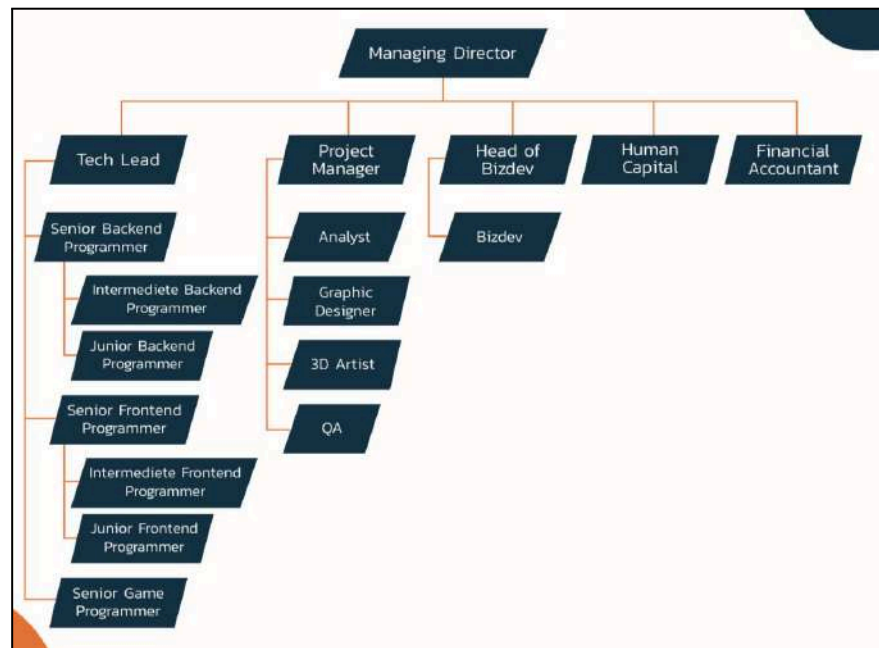 Managing Director
Tech Lead
Project
Manager
Head of
Bizdev
Human
Capital
Financial
Accountant
Senior Backend
Programmer
Intermediete Backend
Programmer
Junior Backend
Programmer
Senior Frontend
Programmer
Intermediete Frontend
Programmer
Junior Frontend
Programmer
Senior Game
Programmer
Analyst
Graphic
Designer
3D Artist
QA
Bizdev